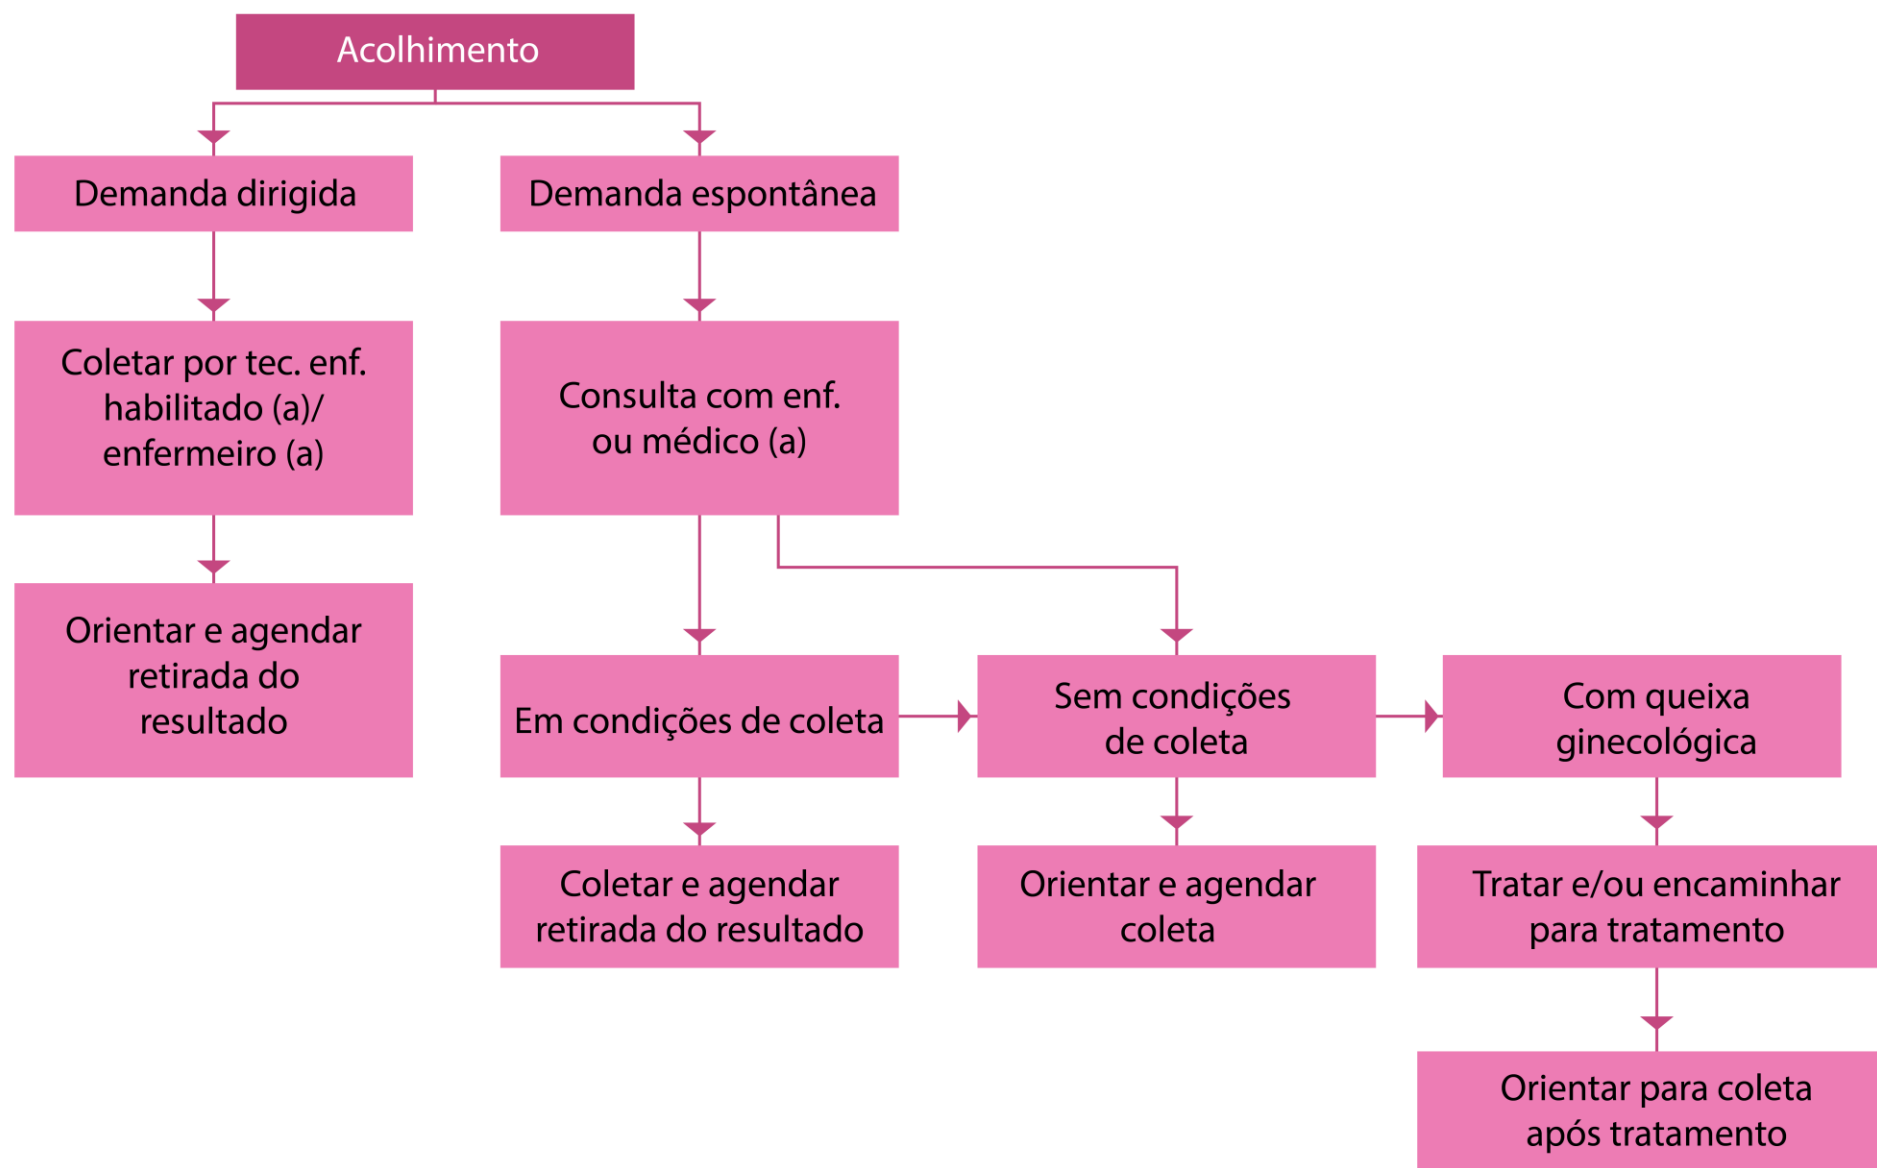 Acolhimento
Demanda dirigida
Demanda espontânea
Coletar por tec. enf.
habilitado (a)/
enfermeiro (a)
Consulta com enf.
ou médico (a)
Orientar e agendar
retirada do
resultado
Em condições de coleta
Sem condições
de coleta
Com queixa
ginecológica
Coletar e agendar
retirada do resultado
Orientar e agendar
coleta
Tratar e/ou encaminhar
para tratamento
Orientar para coleta
após tratamento